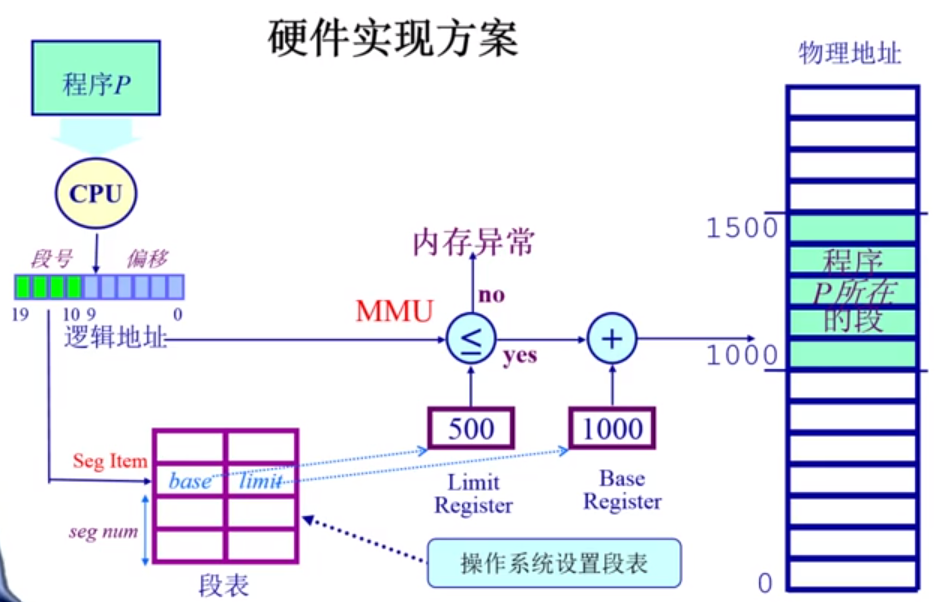 硬件实现方案
程序P
CPU
段号
偏移
19
10
9
0
逻辑地址
MMU
内存异常
no
≤
yes
+
500
1000
Limit
Register
Base
Register
Seg Item
base
limit
seg num
段表
操作系统设置段表
物理地址
1500
程序
P所在
的段
1000
0